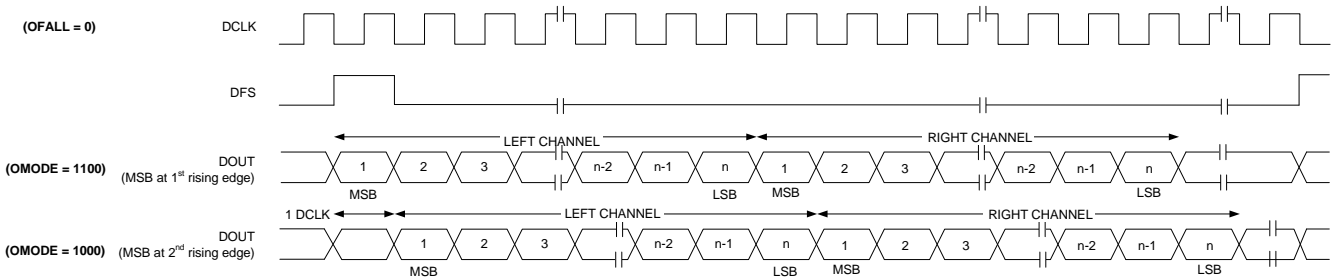 (OFALL = 0) DCLK
DFS
LEFT CHANNEL RIGHT CHANNEL
(OMODE = 1100) DOUT 1 2 3 n-2 n-1 n 1 2 3 n-2 n-1 n
(MSB at 1st rising edge)
MSB LSB MSB LSB
1 DCLK LEFT CHANNEL RIGHT CHANNEL
(OMODE = 1000) DOUT 1 2 3 n-2 n-1 n 1 2 3 n-2 n-1 n
(MSB at 2nd rising edge)
MSB LSB MSB LSB